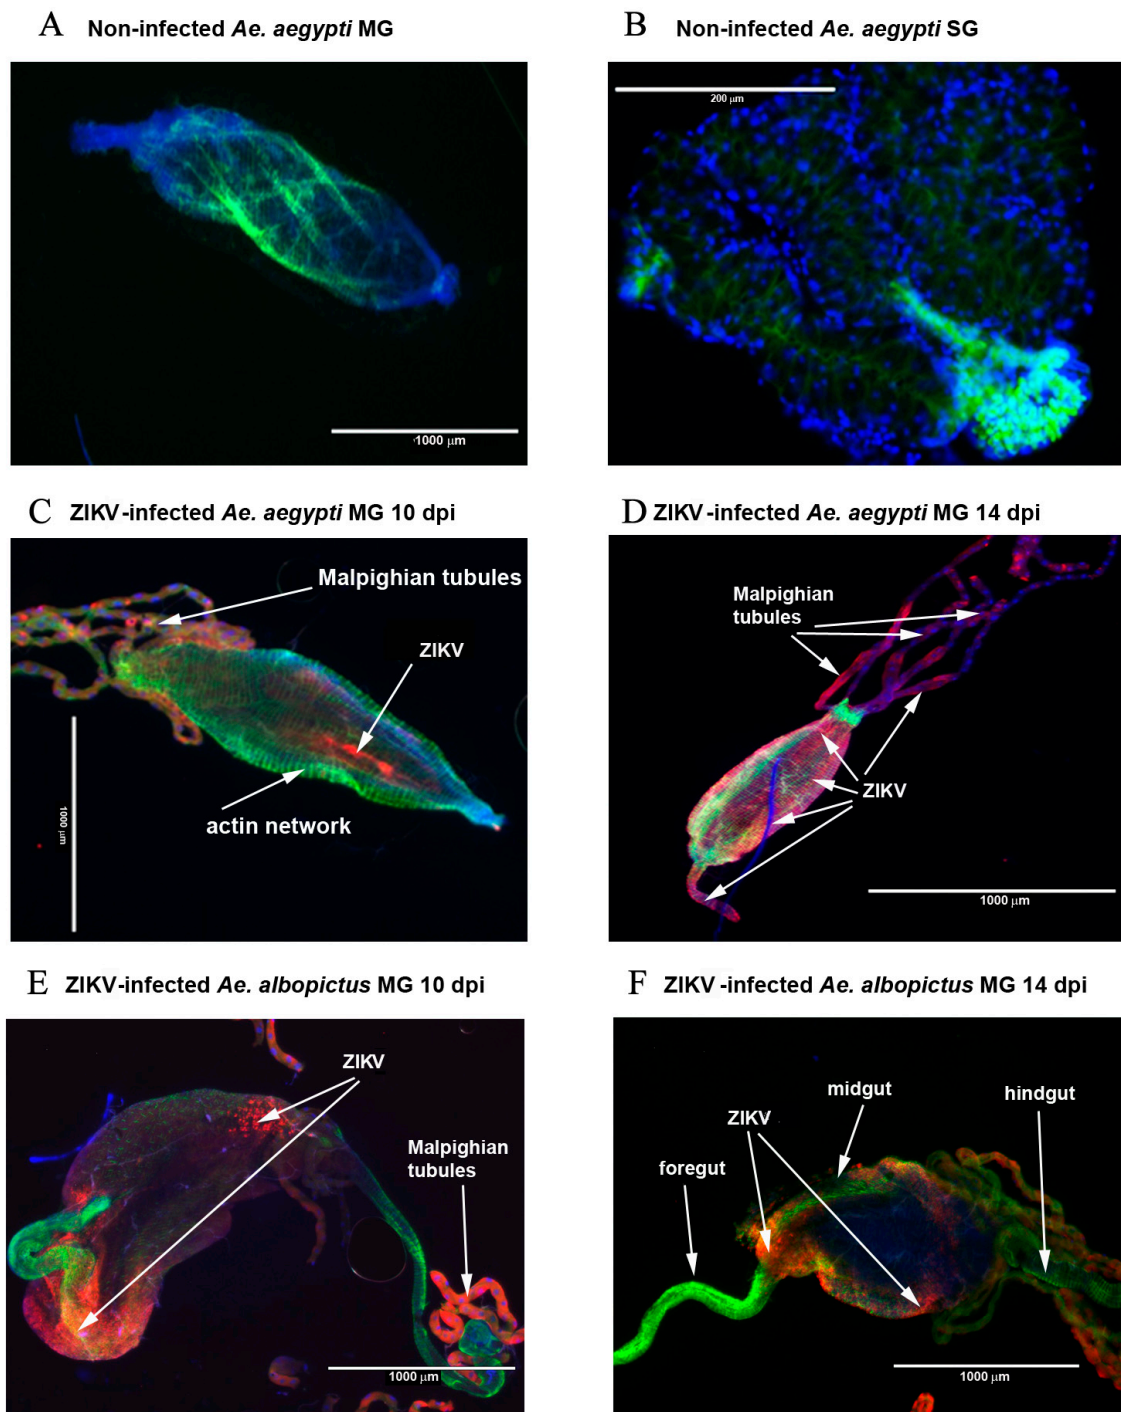 A Non-infected Ae. aegypti MG
B Non-infected Ae. aegypti SG
1000 µm
200 µm
C ZIKV-infected Ae. aegypti MG 10 dpi
D ZIKV-infected Ae. aegypti MG 14 dpi
Malpighian tubules
ZIKV
actin network
1000 µm
Malpighian
tubules
ZIKV
1000 µm
E ZIKV-infected Ae. albopictus MG 10 dpi
F ZIKV-infected Ae. albopictus MG 14 dpi
ZIKV
Malpighian
tubules
1000 µm
midgut
hindgut
ZIKV
foregut
1000 µm